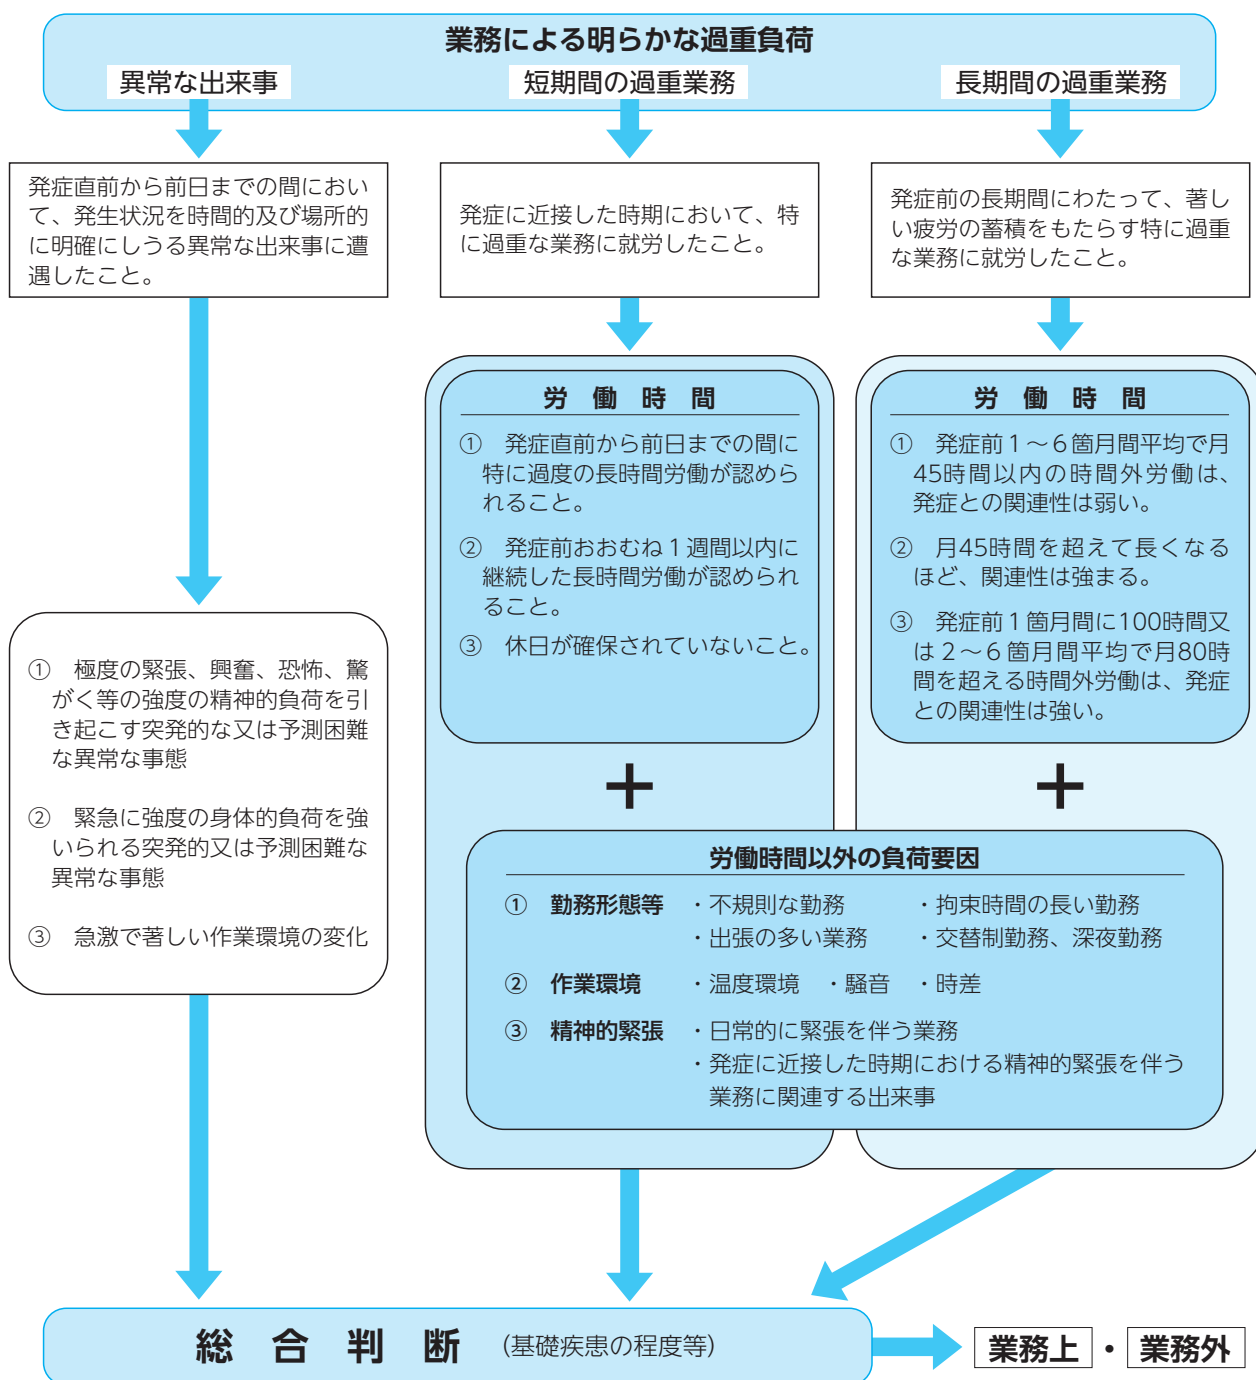 業務による明らかな過重負荷
異常な出来事
短期間の過重業務
長期間の過重業務
発症直前から前日までの間におい
て、発生状況を時間的及び場所的
に明確にしうる異常な出来事に遭
遇したこと。
発症に近接した時期において、特
に過重な業務に就労したこと。
発症前の長期間にわたって、著し
い疲労の蓄積をもたらす特に過重
な業務に就労したこと。
① 極度の緊張、興奮、恐怖、驚
がく等の強度の精神的負荷を引
き起こす突発的な又は予測困難
な異常な事態
② 緊急に強度の身体的負荷を強
いられる突発的又は予測困難な
異常な事態
③ 急激で著しい作業環境の変化
労働時間
① 発症直前から前日までの間に
特に過度の長時間労働が認めら
れること。
② 発症前おおむね1週間以内に
継続した長時間労働が認められ
ること。
③ 休日が確保されていないこと。
労働時間
① 発症前1～6箇月間平均で月
45時間以内の時間外労働は、
発症との関連性は弱い。
② 月45時間を超えて長くなる
ほど、関連性は強まる。
③ 発症前1箇月間に100時間又
は2～6箇月間平均で月80時
間を超える時間外労働は、発症
との関連性は強い。
＋
＋
労働時間以外の負荷要因
① 勤務形態等 ・不規則な勤務 ・拘束時間の長い勤務
・出張の多い業務 ・交替制勤務、深夜勤務
② 作業環境 ・温度環境 ・騒音 ・時差
③ 精神的緊張 ・日常的に緊張を伴う業務
・発症に近接した時期における精神的緊張を伴う
業務に関連する出来事
総合判断 (基礎疾患の程度等)
業務上・業務外